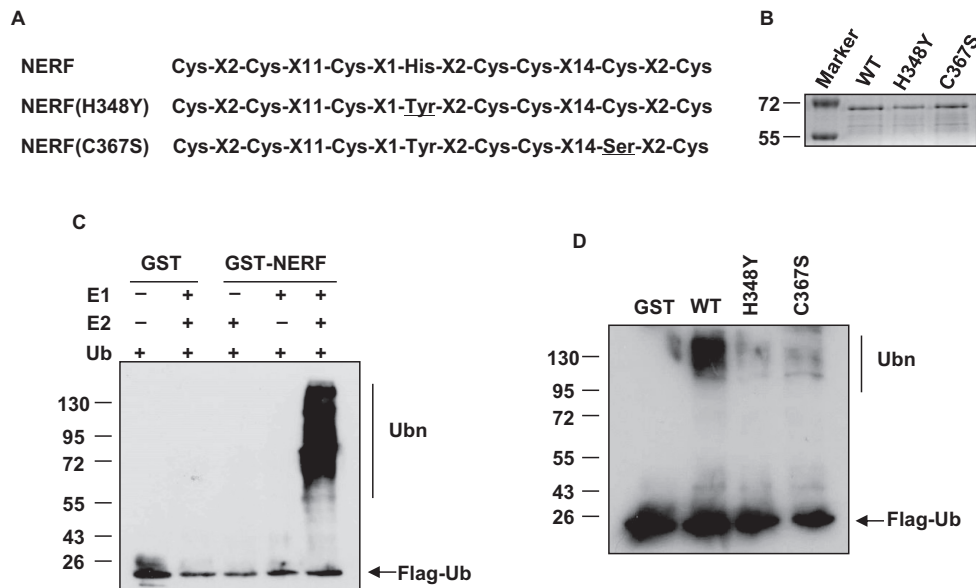 A
NERF Cys-X2-Cys-X11-Cys-X1-His-X2-Cys-Cys-X14-Cys-X2-Cys
NERF(H348Y) Cys-X2-Cys-X11-Cys-X1-Tyr-X2-Cys-Cys-X14-Cys-X2-Cys
NERF(C367S) Cys-X2-Cys-X11-Cys-X1-Tyr-X2-Cys-Cys-X14-Ser-X2-Cys
B
Marker WT H348Y C367S
72
55
C
GST GST-NERF
E1 – + – + +
E2 – + + – +
Ub + + + + +
130
95
72
55
43
26
Ubn
Flag-Ub
D
GST WT H348Y C367S
130
95
72
55
43
26
Ubn
Flag-Ub